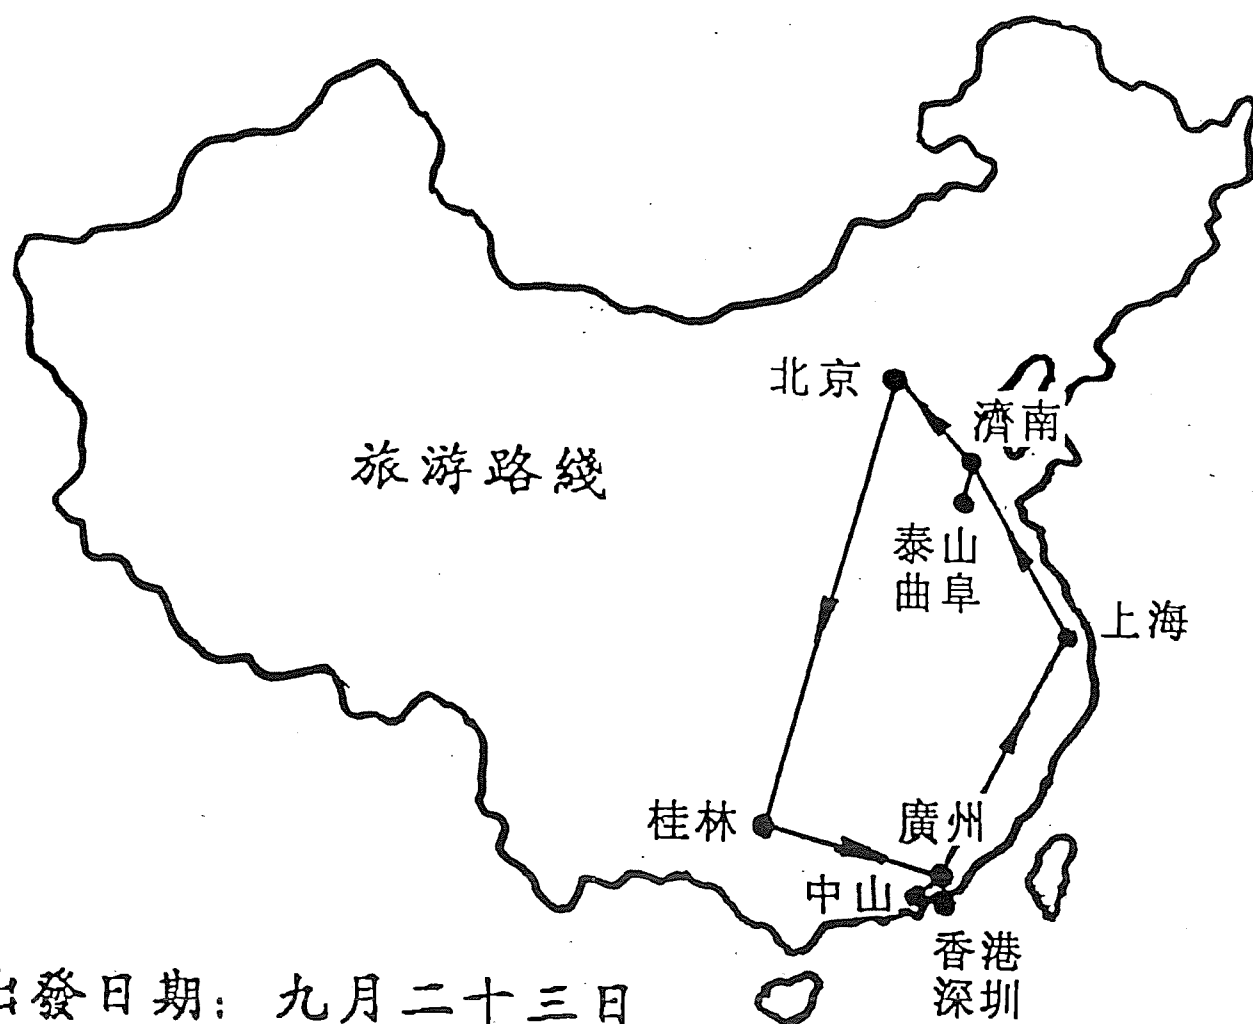 北京
濟南
旅游路綫
泰山
曲阜
上海
桂林
廣州
中山
香港
深圳
出發日期：九月二十三日